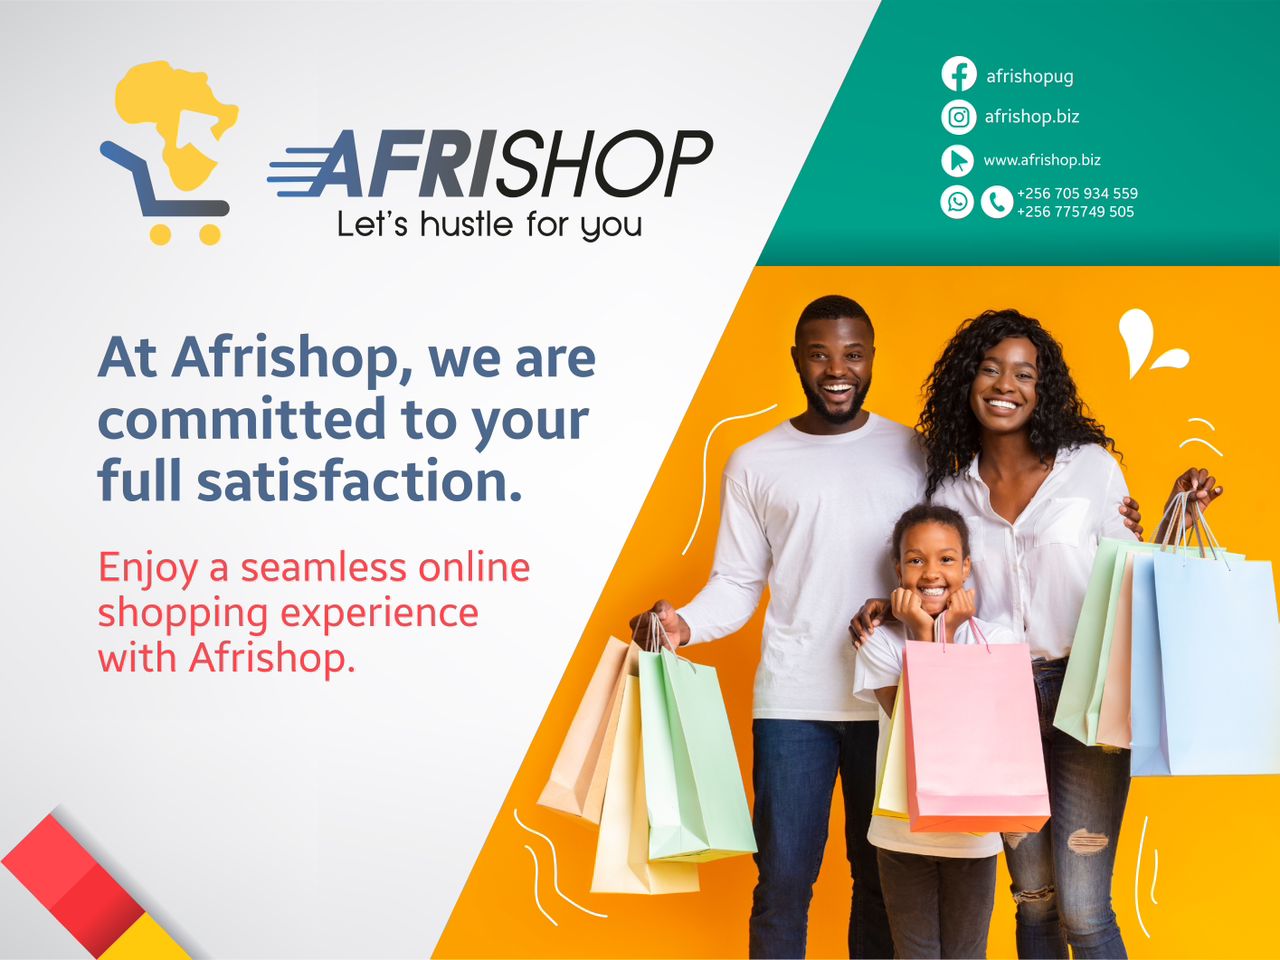 AFRISHOP
Let's hustle for you
At Afrishop, we are
committed to your
full satisfaction.
Enjoy a seamless online
shopping experience
with Afrishop.
afrishopug
afrishop.biz
www.afrishop.biz
+256 705 934 559
+256 775749 505